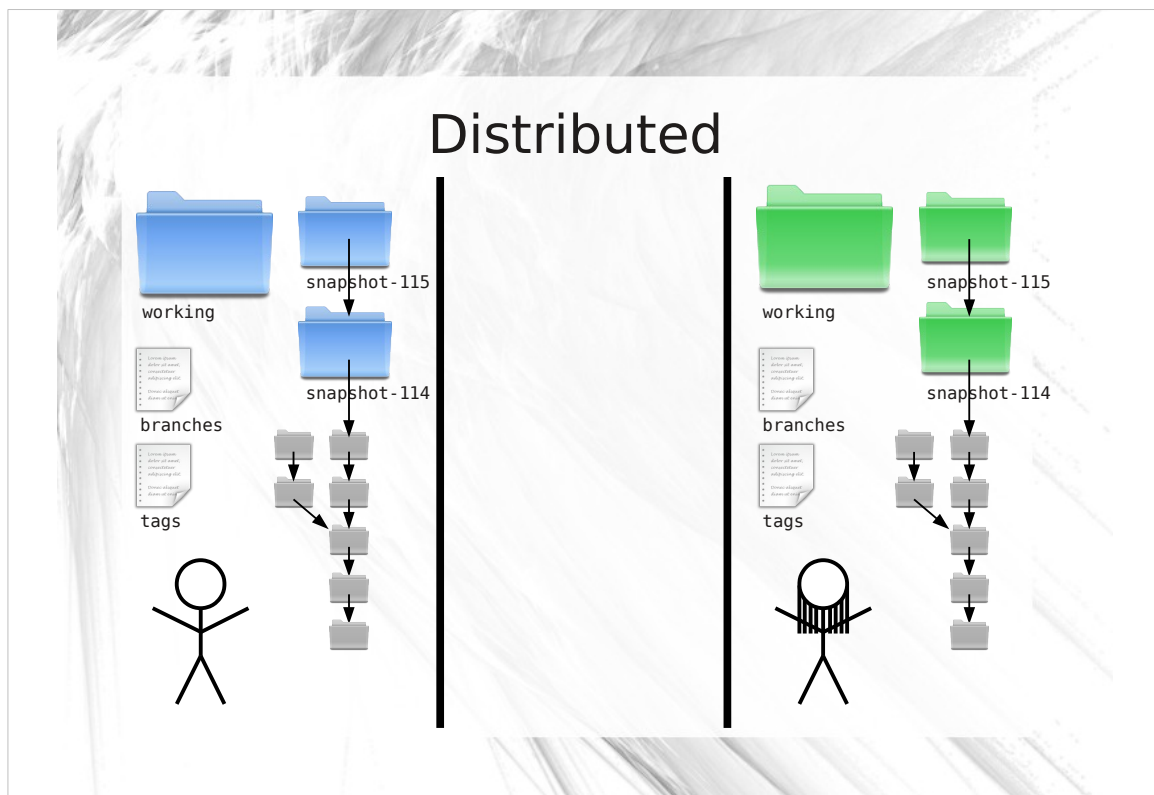 Distributed
snapshot-115
working
snapshot-114
branches
tags
snapshot-115
working
snapshot-114
branches
tags